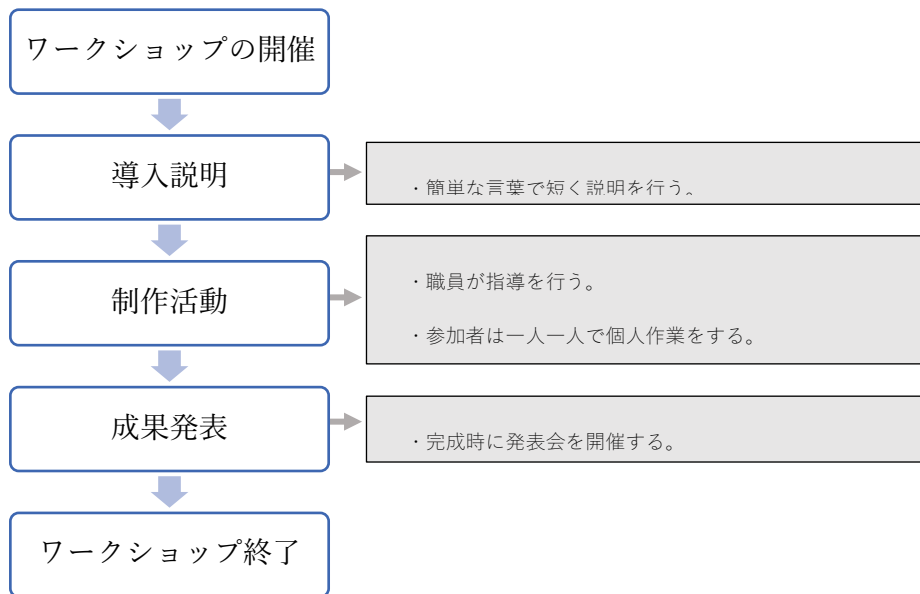 ワークショップの開催
導入説明
・簡単な言葉で短く説明を行う。
制作活動
・職員が指導を行う。
・参加者は一人一人で個人作業をする。
成果発表
・完成時に発表会を開催する。
ワークショップ終了